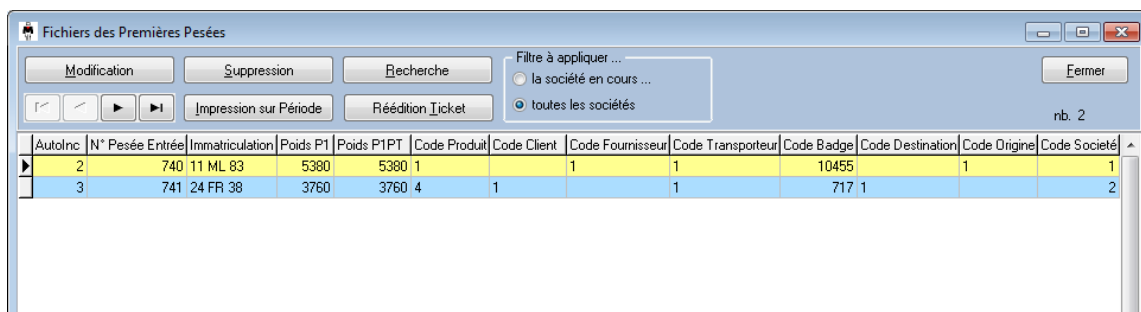 Fichiers des Premières Pesées
Modification Suppression Recherche Filtre à appliquer ... Fermer
la société en cours ...
Impression sur Période Réédition Ticket toutes les sociétés
nb. 2
AutoInc N° Pesée Entrée Immatriculation Poids P1 Poids P1PT Code Produit Code Client Code Fournisseur Code Transporteur Code Badge Code Destination Code Origine Code Societé
2 740 11 ML 83 5380 5380 1 1 1 10455 1 1
3 741 24 FR 38 3760 3760 4 1 1 717 1 2